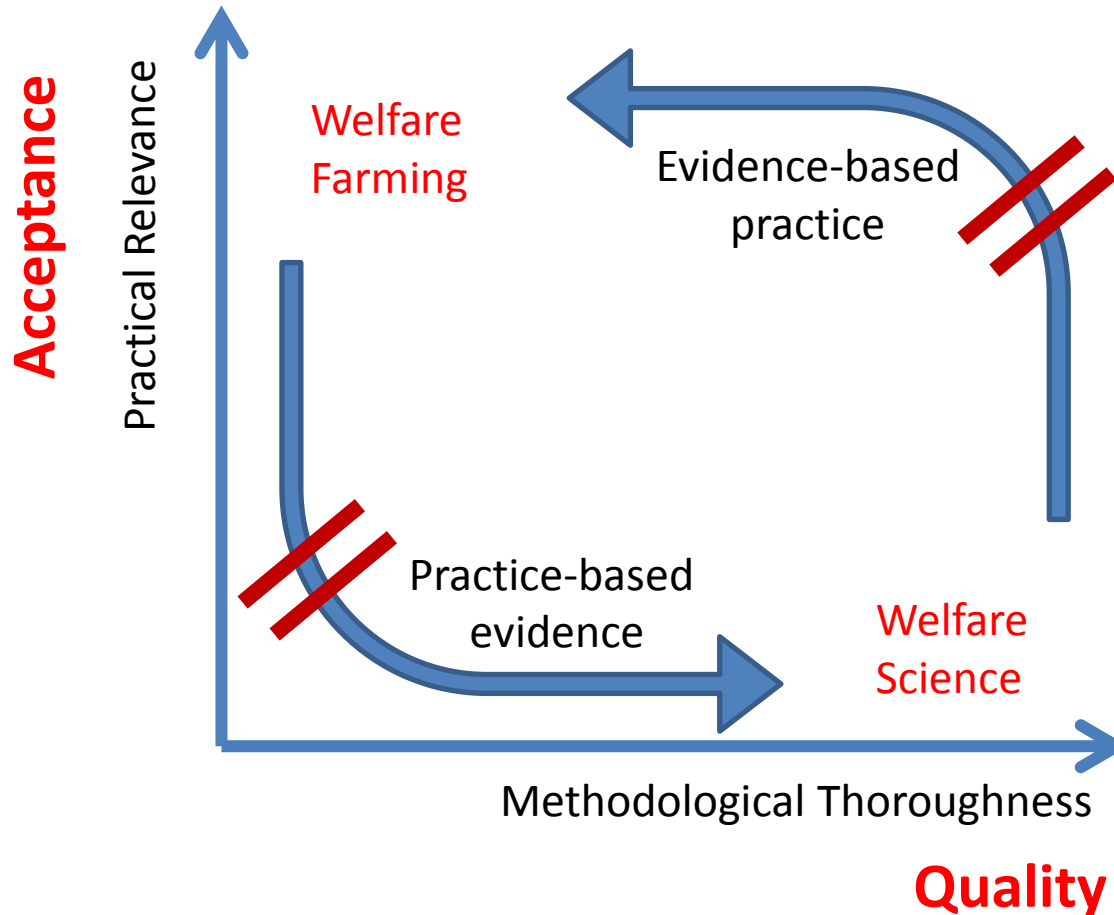 Acceptance
Practical Relevance
Welfare
Farming
Evidence-based
practice
Practice-based
evidence
Welfare
Science
Methodological Thoroughness
Quality